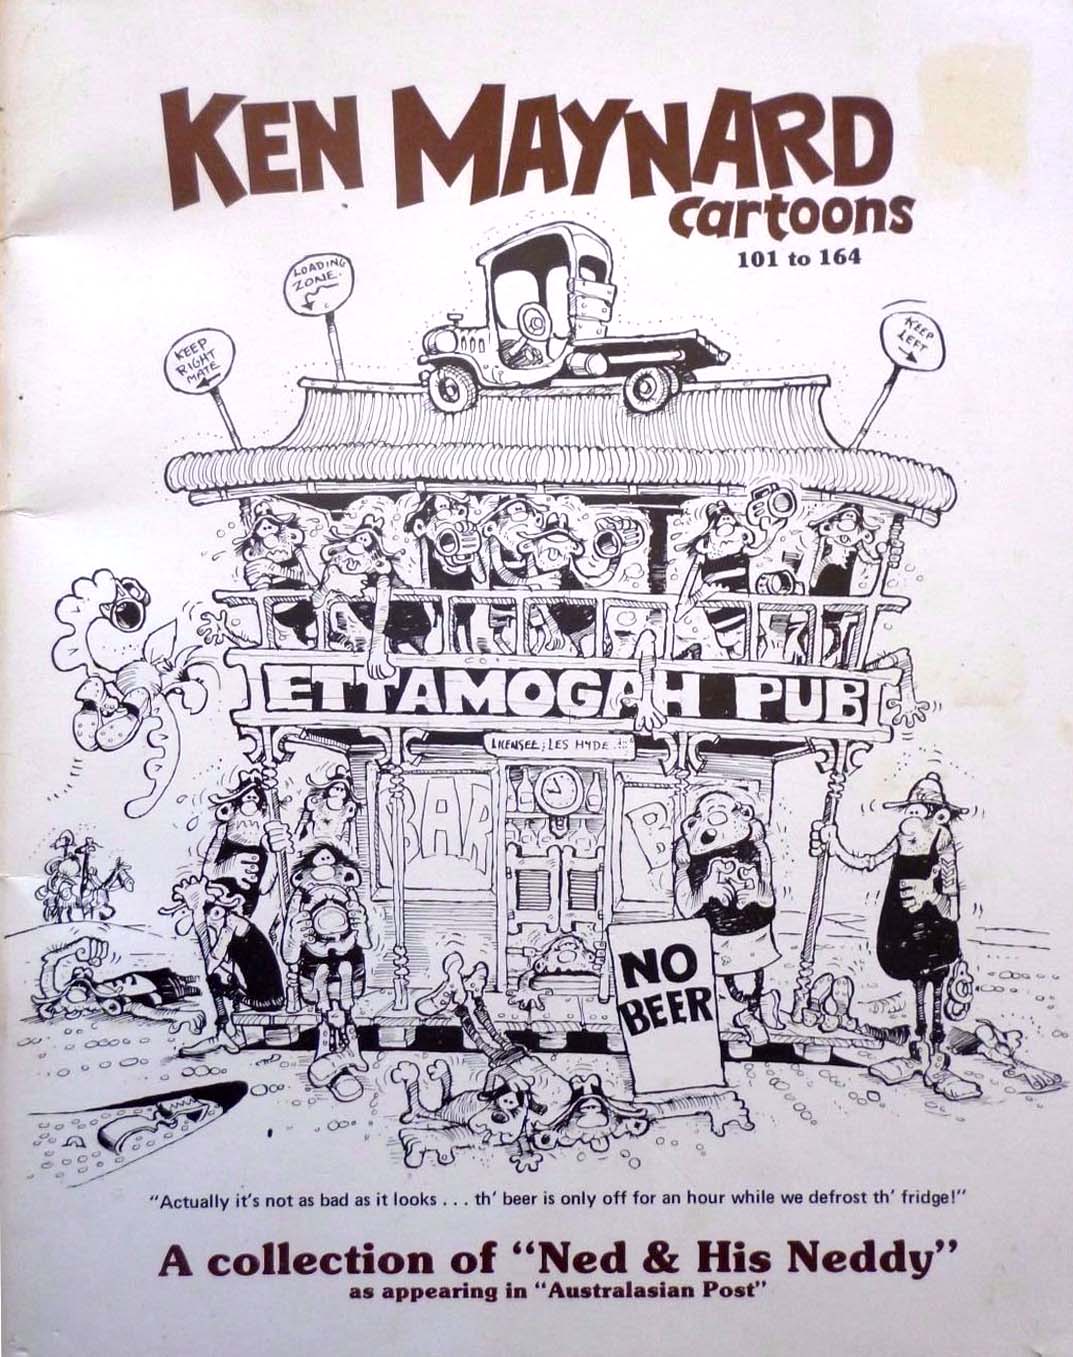 KEN MAYNARD
cartoons
101 to 164
LOADING
ZONE.
KEEP
RIGHT
MATE
KEEP
LEFT
ETTAMOGAH PUB
LICENSEE; LES HYDE
BAR
B
NO
BEER
"Actually it's not as bad as it looks . . . th' beer is only off for an hour while we defrost th' fridge!"
A collection of "Ned & His Neddy"
as appearing in "Australasian Post"